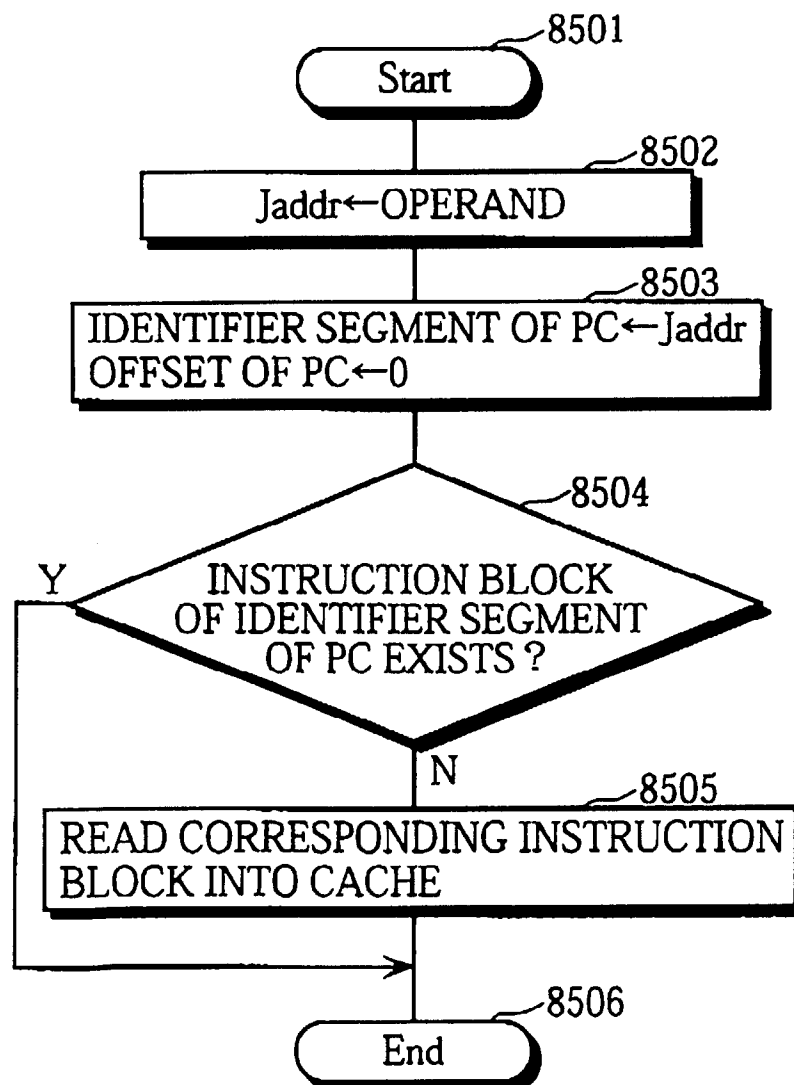 8501
Start
8502
Jaddr←OPERAND
8503
IDENTIFIER SEGMENT OF PC←Jaddr
OFFSET OF PC←0
8504
Y
INSTRUCTION BLOCK
OF IDENTIFIER SEGMENT
OF PC EXISTS ?
N
8505
READ CORRESPONDING INSTRUCTION
BLOCK INTO CACHE
8506
End